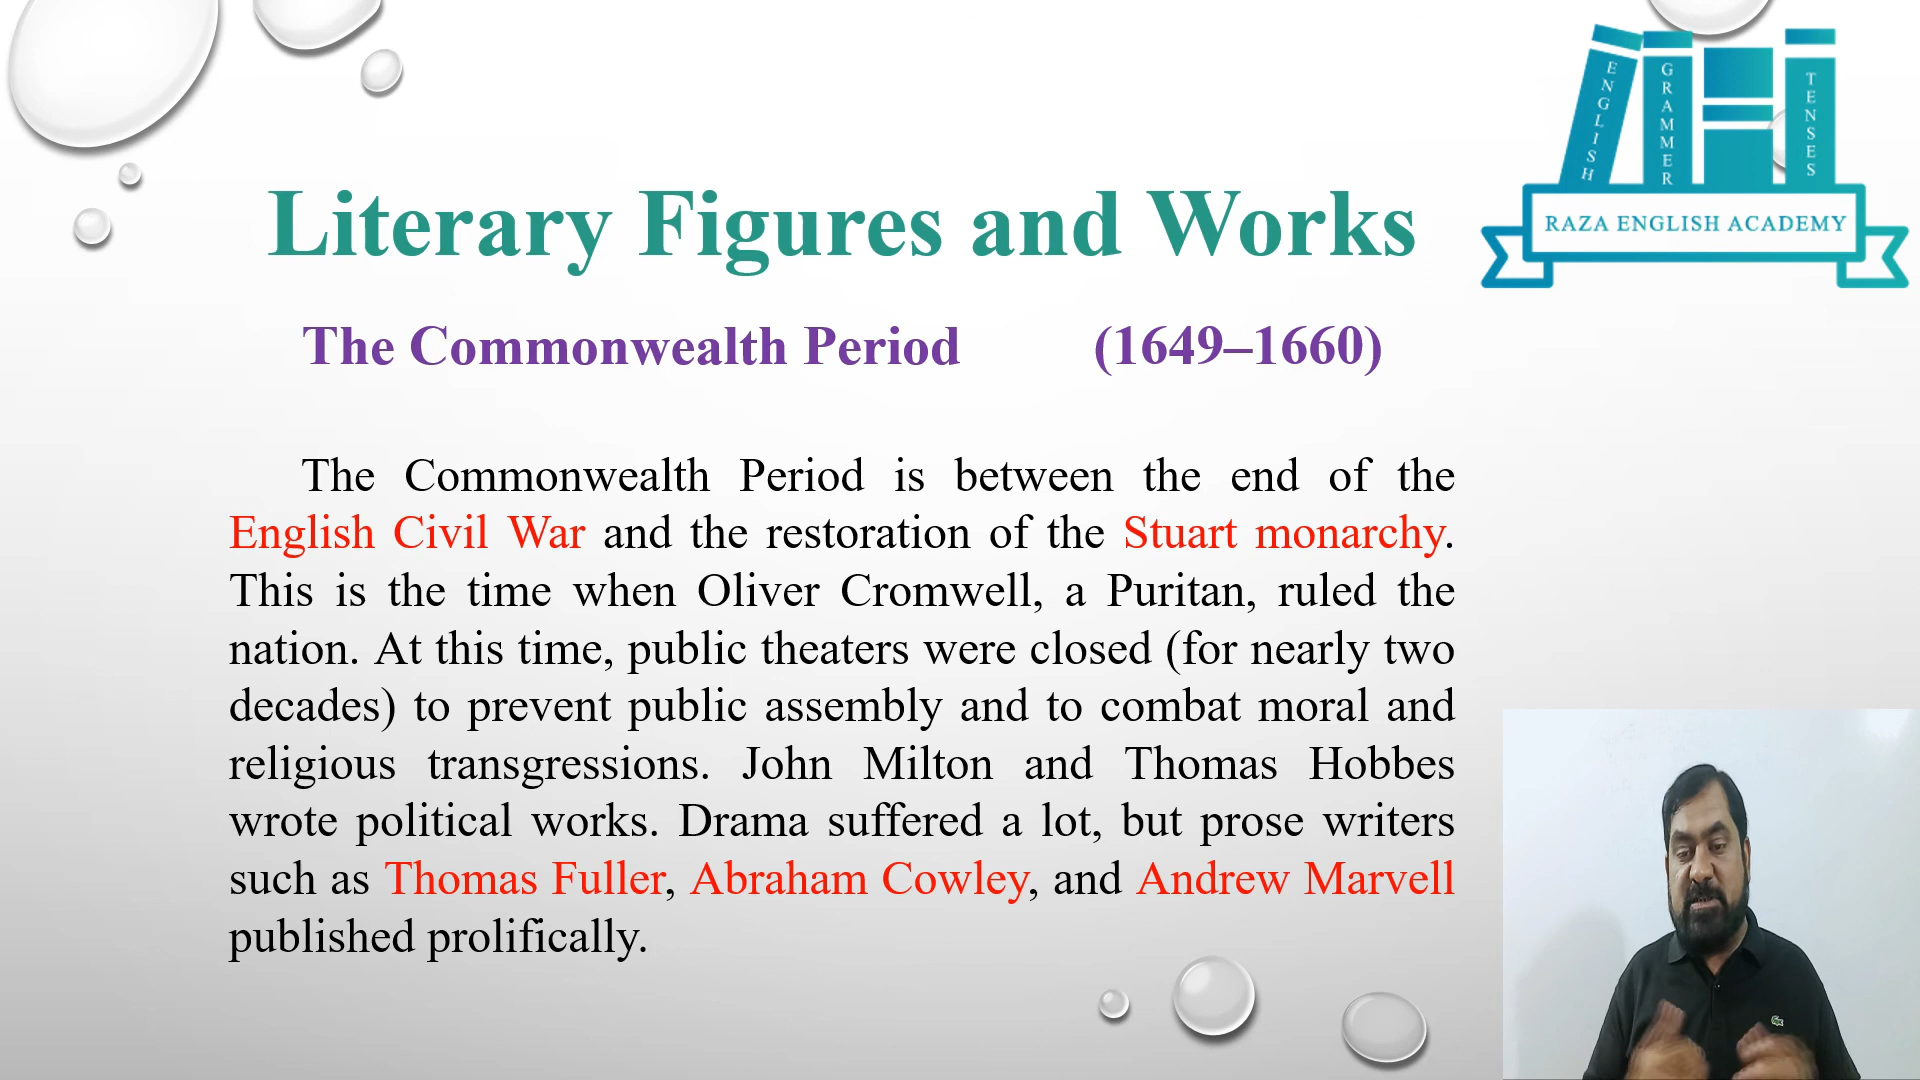 ENGLISH
GRAMMER
TENSES
RAZA ENGLISH ACADEMY
Literary Figures and Works
The Commonwealth Period (1649–1660)
The Commonwealth Period is between the end of the
English Civil War and the restoration of the Stuart monarchy.
This is the time when Oliver Cromwell, a Puritan, ruled the
nation. At this time, public theaters were closed (for nearly two
decades) to prevent public assembly and to combat moral and
religious transgressions. John Milton and Thomas Hobbes
wrote political works. Drama suffered a lot, but prose writers
such as Thomas Fuller, Abraham Cowley, and Andrew Marvell
published prolifically.